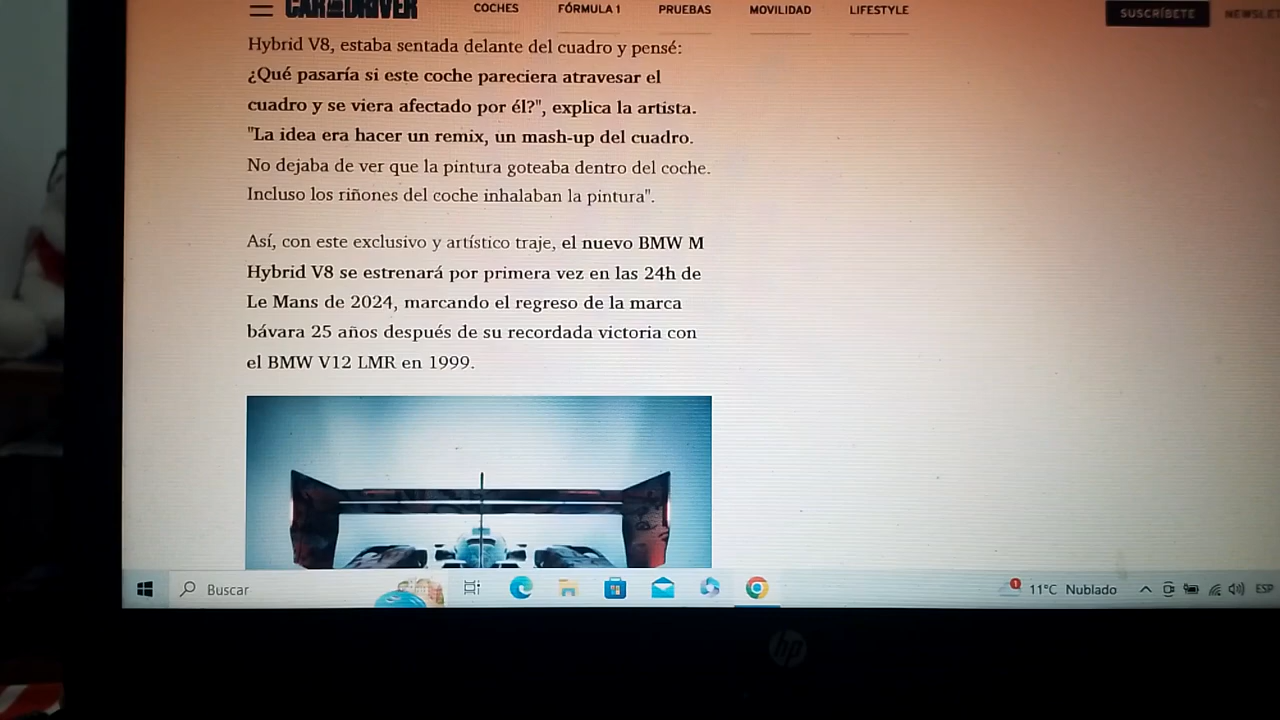 CAR AND DRIVER
COCHES
FÓRMULA 1
PRUEBAS
MOVILIDAD
LIFESTYLE
SUSCRÍBETE
Hybrid V8, estaba sentada delante del cuadro y pensé:
¿Qué pasaría si este coche pareciera atravesar el
cuadro y se viera afectado por él?", explica la artista.
"La idea era hacer un remix, un mash-up del cuadro.
No dejaba de ver que la pintura goteaba dentro del coche.
Incluso los riñones del coche inhalaban la pintura".
Así, con este exclusivo y artístico traje, el nuevo BMW M
Hybrid V8 se estrenará por primera vez en las 24h de
Le Mans de 2024, marcando el regreso de la marca
bávara 25 años después de su recordada victoria con
el BMW V12 LMR en 1999.
Buscar
1
11°C Nublado
ESP
hp